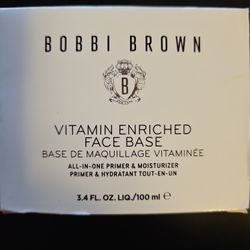 BOBBI BROWN
B
VITAMIN ENRICHED
FACE BASE
BASE DE MAQUILLAGE VITAMINÉE
ALL-IN-ONE PRIMER & MOISTURIZER
PRIMER & HYDRATANT TOUT-EN-UN
3.4 FL. OZ. LIQ./100 ml ℮